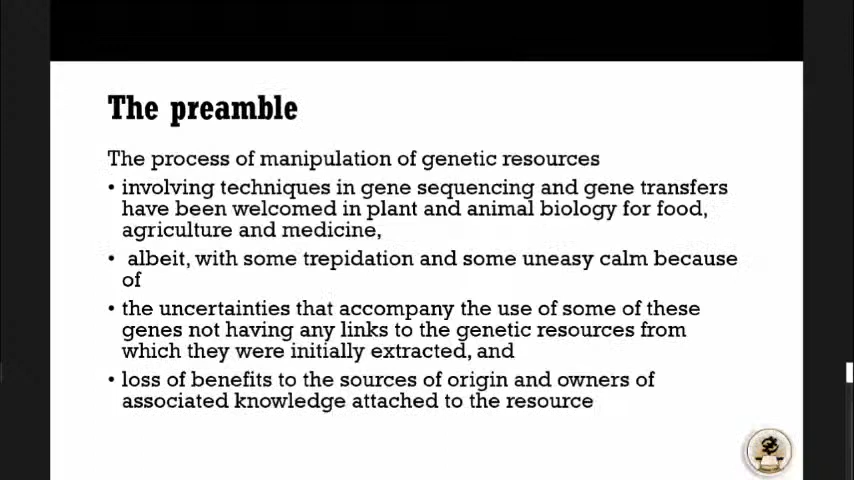 The preamble
The process of manipulation of genetic resources
• involving techniques in gene sequencing and gene transfers
have been welcomed in plant and animal biology for food,
agriculture and medicine,
• albeit, with some trepidation and some uneasy calm because
of
• the uncertainties that accompany the use of some of these
genes not having any links to the genetic resources from
which they were initially extracted, and
• loss of benefits to the sources of origin and owners of
associated knowledge attached to the resource